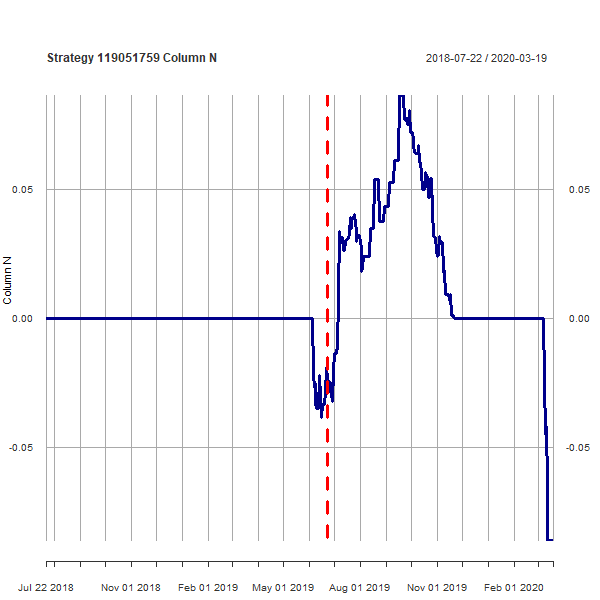 Strategy 119051759 Column N
2018-07-22 / 2020-03-19
0.05
0.05
Column N
0.00
0.00
-0.05
-0.05
Jul 22 2018
Nov 01 2018
Feb 01 2019
May 01 2019
Aug 01 2019
Nov 01 2019
Feb 01 2020